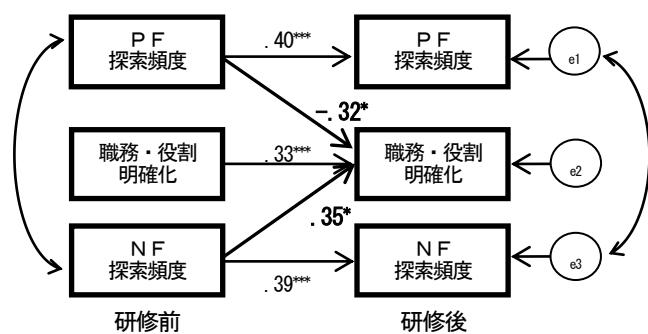 ＰＦ
探索頻度
.40***
ＰＦ
探索頻度
e1
-.32*
職務・役割
明確化
.33***
職務・役割
明確化
e2
.35*
ＮＦ
探索頻度
.39***
ＮＦ
探索頻度
e3
研修前
研修後